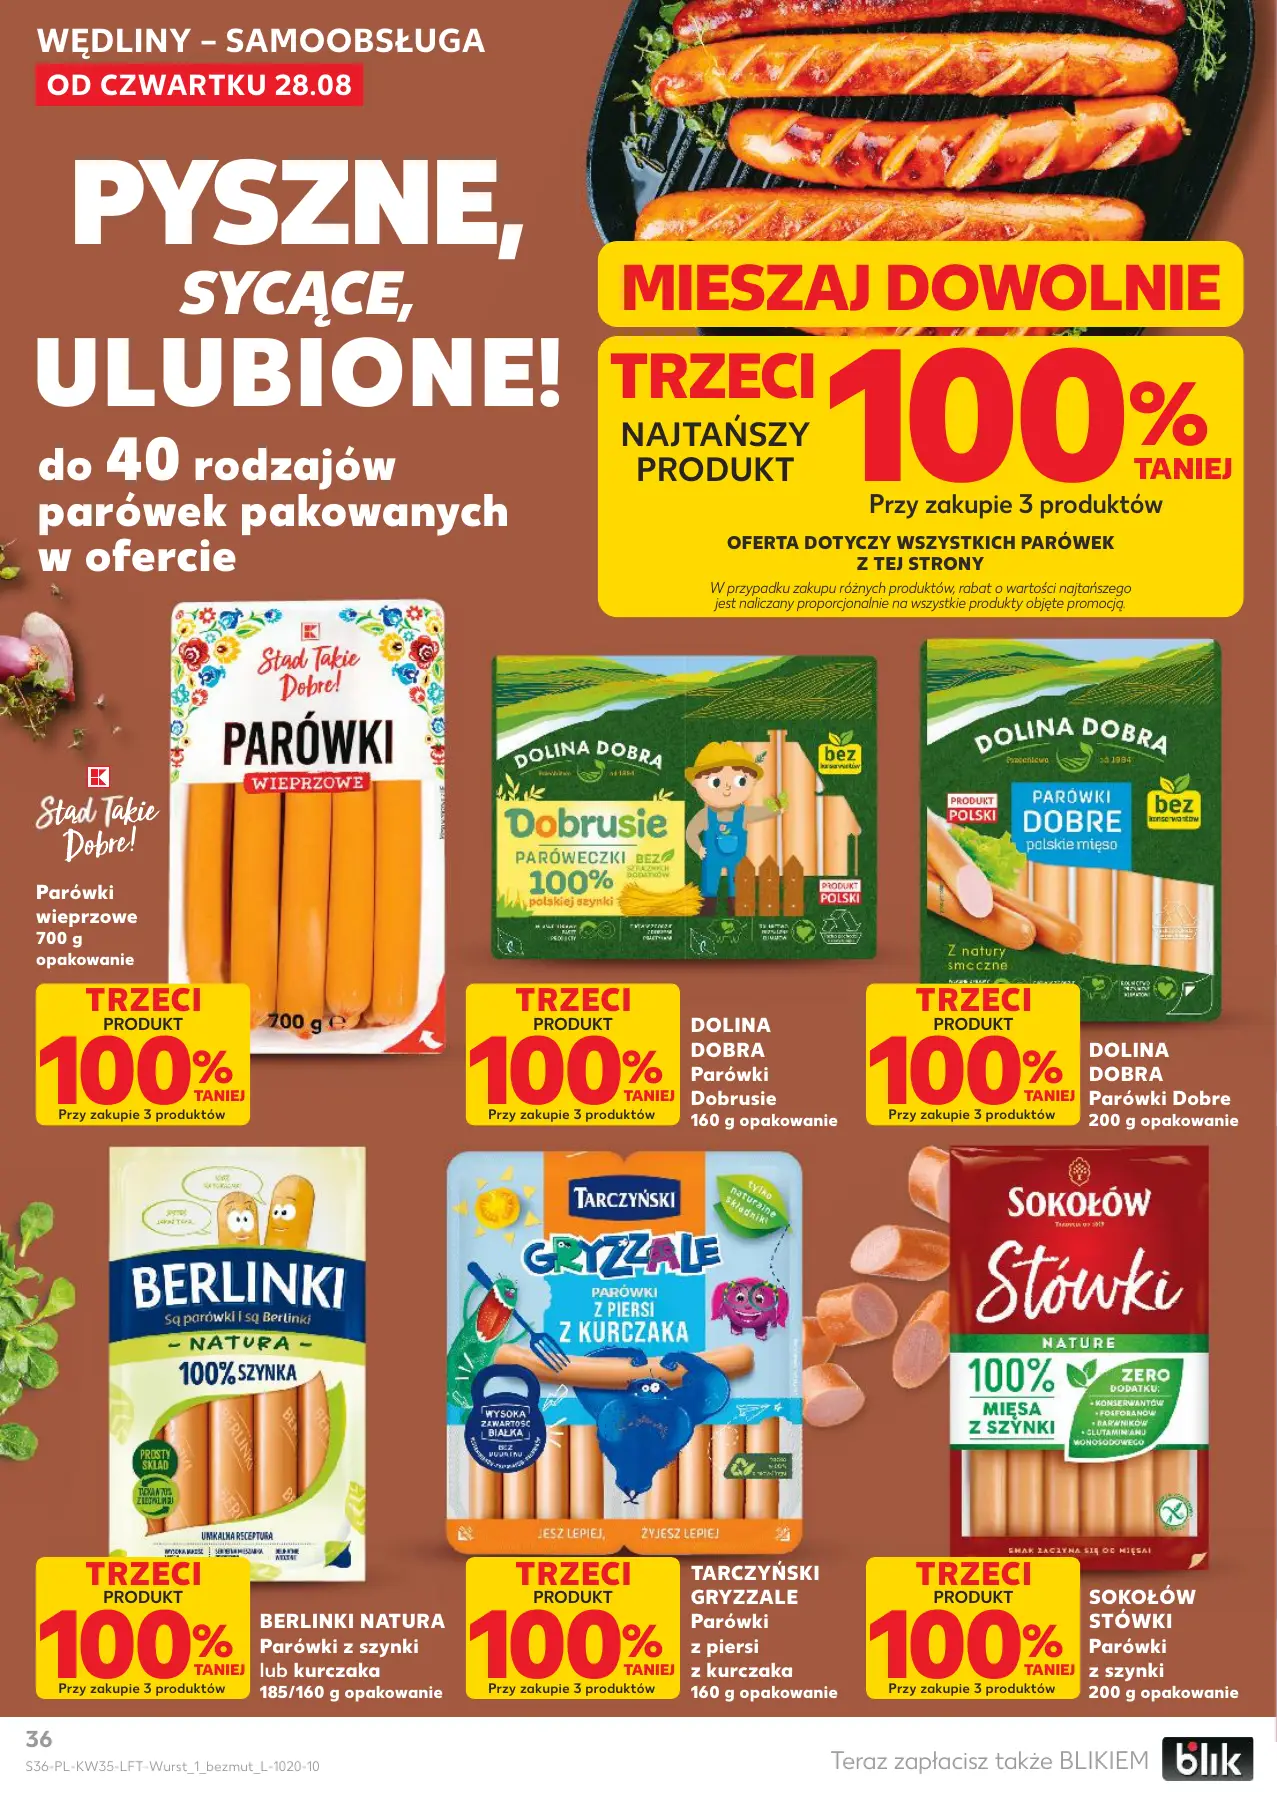 WĘDLINY – SAMOOBSŁUGA
OD CZWARTKU 28.08
PYSZNE,
SYCĄCE,
ULUBIONE!
do 40 rodzajów
parówek pakowanych
w ofercie
MIESZAJ DOWOLNIE
TRZECI
NAJTAŃSZY
PRODUKT
100%
TANIEJ
Przy zakupie 3 produktów
OFERTA DOTYCZY WSZYSTKICH PARÓWEK
Z TEJ STRONY
W przypadku zakupu różnych produktów, rabat o wartości najtańszego
jest naliczany proporcjonalnie na wszystkie produkty objęte promocją.
Stąd Takie
Dobre!
PARÓWKI
WIEPRZOWE
700 g e
Stąd Takie
Dobre!
Parówki
wieprzowe
700 g
opakowanie
TRZECI
PRODUKT
100%
TANIEJ
Przy zakupie 3 produktów
DOLINA DOBRA
od 1884
bez
konserwantów
Dobrusie
PARÓWECZKI
100%
polskiej szynki
BEZ
PRODUKT
POLSKI
TRZECI
PRODUKT
100%
TANIEJ
Przy zakupie 3 produktów
DOLINA
DOBRA
Parówki
Dobrusie
160 g opakowanie
DOLINA DOBRA
od 1884
PRODUKT
POLSKI
PARÓWKI
DOBRE
polskie mięso
bez
konserwantów
Z natury
smaczne
TRZECI
PRODUKT
100%
TANIEJ
Przy zakupie 3 produktów
DOLINA
DOBRA
Parówki Dobre
200 g opakowanie
BERLINKI
Są parówki i są Berlinki
- NATURA -
100% SZYNKA
PROSTY
SKŁAD
UNIKALNA RECEPTURA
TRZECI
PRODUKT
100%
TANIEJ
Przy zakupie 3 produktów
BERLINKI NATURA
Parówki z szynki
lub kurczaka
185/160 g opakowanie
TARCZYŃSKI
tylko
naturalne
składniki
GRYZZALE
PARÓWKI
Z PIERSI
Z KURCZAKA
WYSOKA
ZAWARTOŚĆ
BIAŁKA
BEZ
GLUTENU
JESZ LEPIEJ,
ŻYJESZ LEPIEJ
TRZECI
PRODUKT
100%
TANIEJ
Przy zakupie 3 produktów
TARCZYŃSKI
GRYZZALE
Parówki
z piersi
z kurczaka
160 g opakowanie
SOKOŁÓW
Stówki
NATURE
100%
MIĘSA
Z SZYNKI
ZERO
DODATKU:
• KONSERWANTÓW
• FOSFORANÓW
• BARWNIKÓW
• GLUTAMINIANU
MONOSODOWEGO
SMAK ZACZYNA SIĘ OD MIĘSA!
TRZECI
PRODUKT
100%
TANIEJ
Przy zakupie 3 produktów
SOKOŁÓW
STÓWKI
Parówki
z szynki
200 g opakowanie
36
S36-PL-KW35-LFT-Wurst_1_bezmut_L-1020-10
Teraz zapłacisz także BLIKIEM
blik